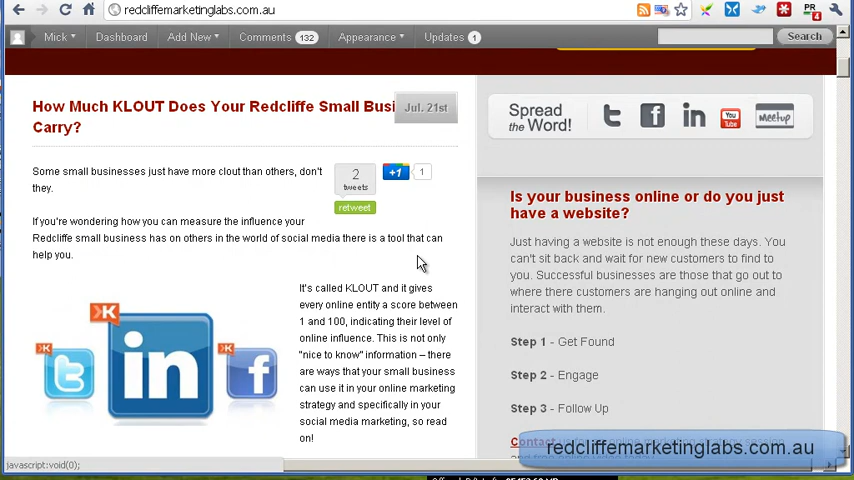 redcliffemarketinglabs.com.au
PR
4
Mick
Dashboard
Add New
Comments 132
Appearance
Updates 1
Search
How Much KLOUT Does Your Redcliffe Small Busi
Carry?
Jul. 21st
Some small businesses just have more clout than others, don't
they.
2
tweets
retweet
+1
1
If you're wondering how you can measure the influence your
Redcliffe small business has on others in the world of social media there is a tool that can
help you.
K
K
K
in
f
It's called KLOUT and it gives
every online entity a score between
1 and 100, indicating their level of
online influence. This is not only
"nice to know" information – there
are ways that your small business
can use it in your online marketing
strategy and specifically in your
social media marketing, so read
on!
Spread
the Word!
t
f
in
You
Tube
Meetup
Is your business online or do you just
have a website?
Just having a website is not enough these days. You
can't sit back and wait for new customers to find to
you. Successful businesses are those that go out to
where there customers are hanging out online and
interact with them.
Step 1 - Get Found
Step 2 - Engage
Step 3 - Follow Up
Contact
redcliffemarketinglabs.com.au
javascript:void(0);